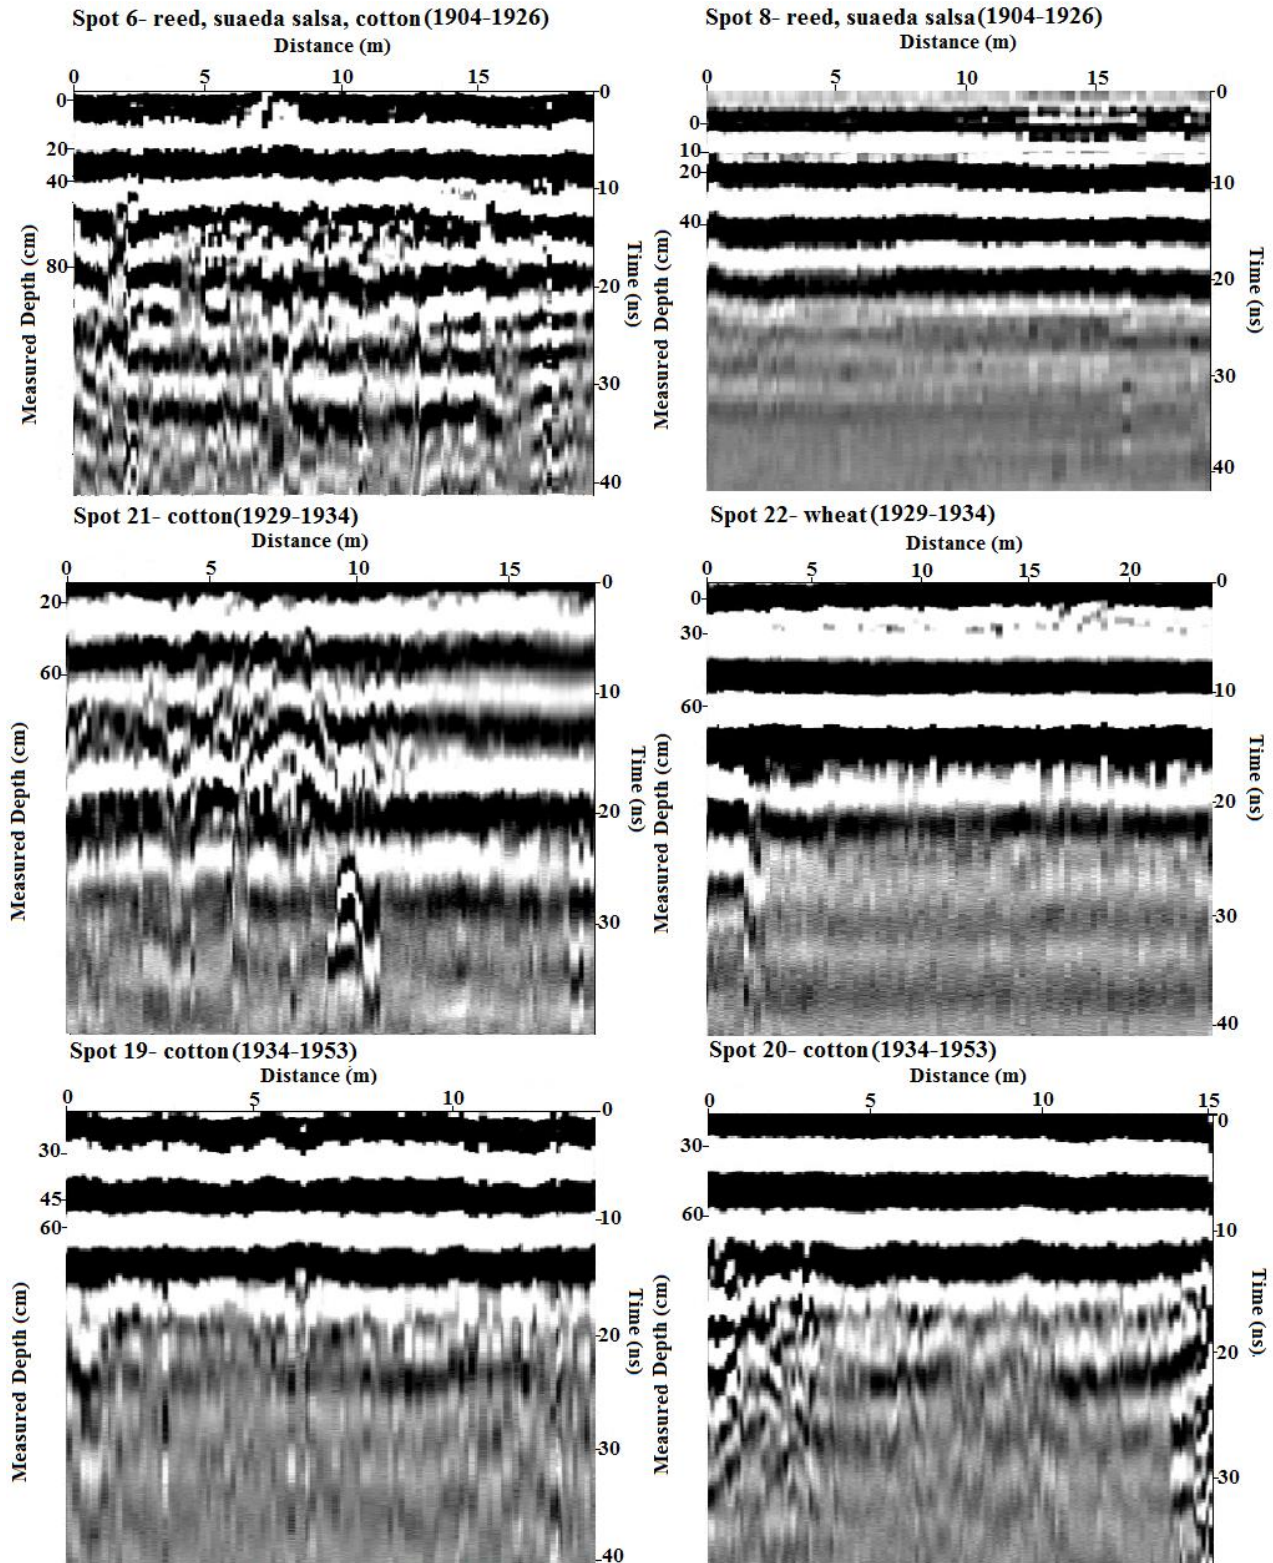 Spot 6- reed, suaeda salsa, cotton (1904-1926)
Distance (m)
0 5 10 15
0
20
40
80
Measured Depth (cm)
0
10
20
30
40
Time (ns)
Spot 8- reed, suaeda salsa(1904-1926)
Distance (m)
0 5 10 15
0
10
20
40
Measured Depth (cm)
0
10
20
30
40
Time (ns)
Spot 21- cotton(1929-1934)
Distance (m)
0 5 10 15
20
60
Measured Depth (cm)
0
10
20
30
Time (ns)
Spot 22- wheat(1929-1934)
Distance (m)
0 5 10 15 20
0
30
60
Measured Depth (cm)
0
10
20
30
40
Time (ns)
Spot 19- cotton(1934-1953)
Distance (m)
0 5 10
30
45
60
Measured Depth (cm)
0
10
20
30
40
Time (ns)
Spot 20- cotton(1934-1953)
Distance (m)
0 5 10 15
30
60
Measured Depth (cm)
0
10
20
30
Time (ns)